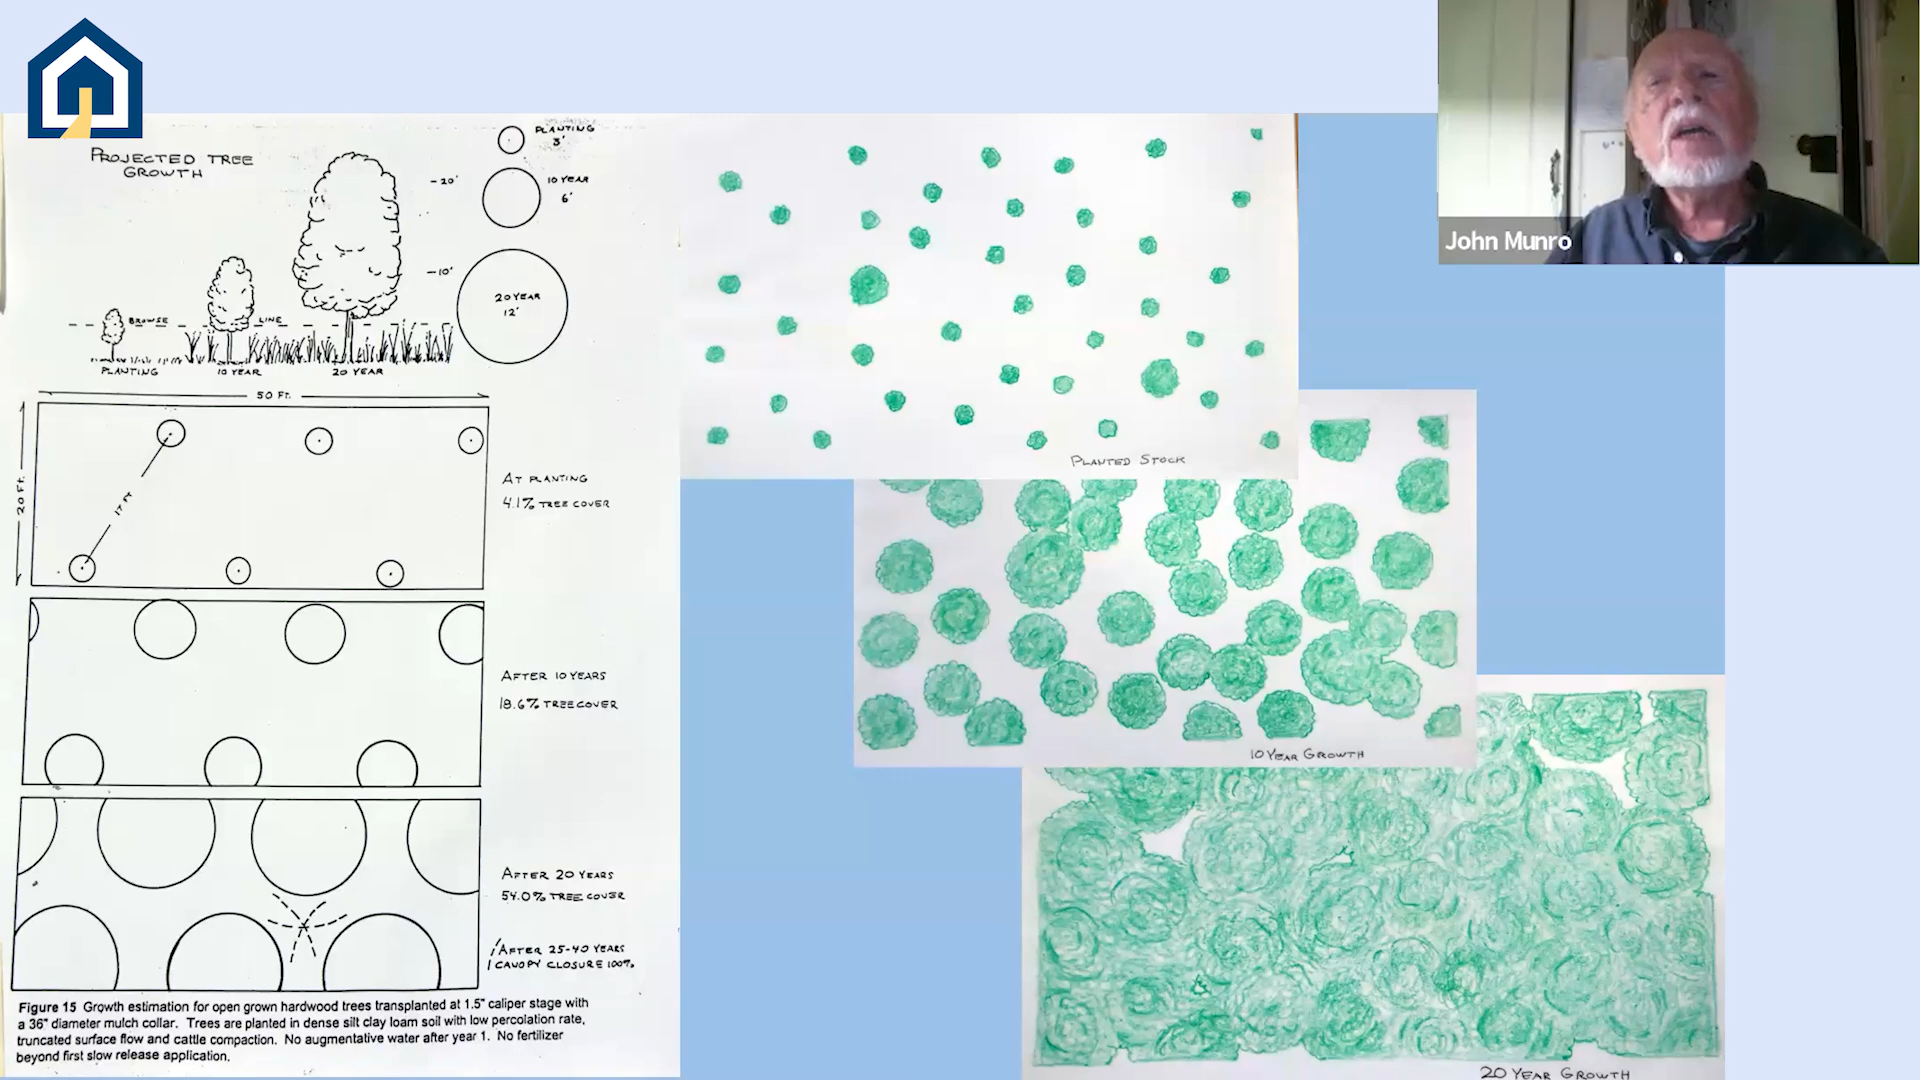 PROJECTED TREE
GROWTH
PLANTING
3'
10 YEAR
6'
20 YEAR
12'
-20'
-10'
BROWSE LINE
PLANTING
10 YEAR
20 YEAR
50 FT.
20 FT.
17 FT
AT PLANTING
4.1% TREE COVER
AFTER 10 YEARS
18.6% TREE COVER
AFTER 20 YEARS
54.0% TREE COVER
AFTER 25-40 YEARS
CANOPY CLOSURE 100%
Figure 15 Growth estimation for open grown hardwood trees transplanted at 1.5" caliper stage with
a 36" diameter mulch collar. Trees are planted in dense silt clay loam soil with low percolation rate,
truncated surface flow and cattle compaction. No augmentative water after year 1. No fertilizer
beyond first slow release application.
PLANTED STOCK
10 YEAR GROWTH
20 YEAR GROWTH
John Munro